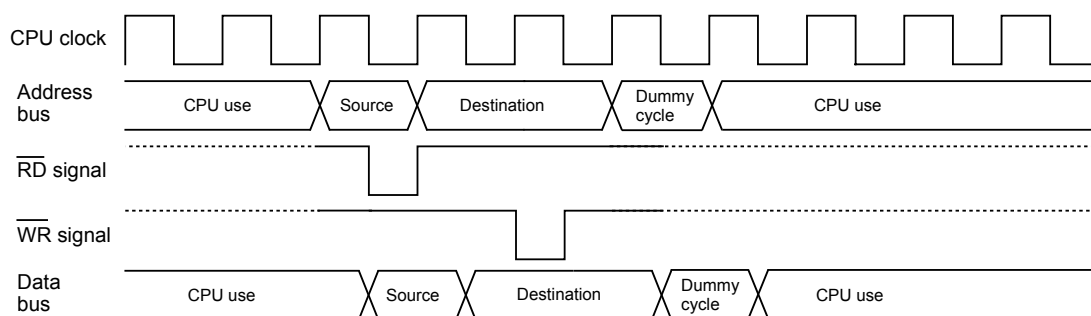 CPU clock
Address
bus
CPU use
Source
Destination
Dummy
cycle
CPU use
RD signal
WR signal
Data
bus
CPU use
Source
Destination
Dummy
cycle
CPU use